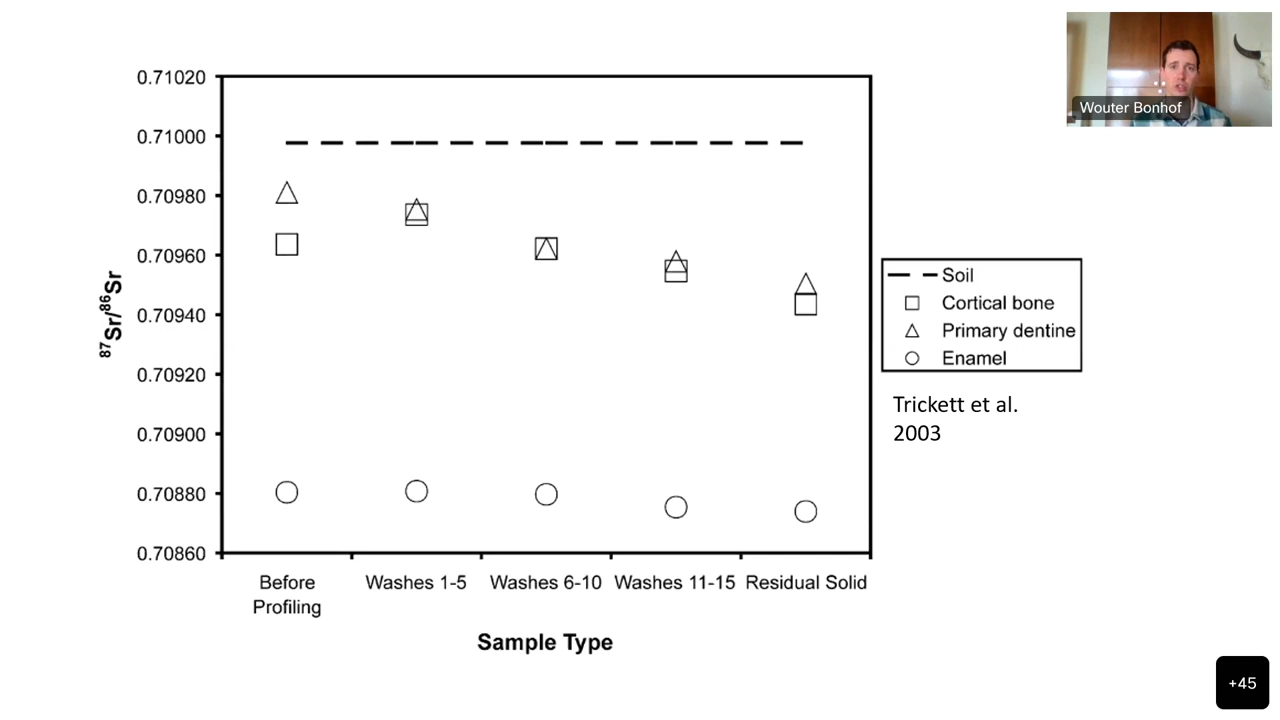 Wouter Bonhof
0.71020
0.71000
0.70980
0.70960
0.70940
0.70920
0.70900
0.70880
0.70860
87Sr/86Sr
Before Profiling
Washes 1-5
Washes 6-10
Washes 11-15
Residual Solid
Sample Type
Soil
Cortical bone
Primary dentine
Enamel
Trickett et al.
2003
+45